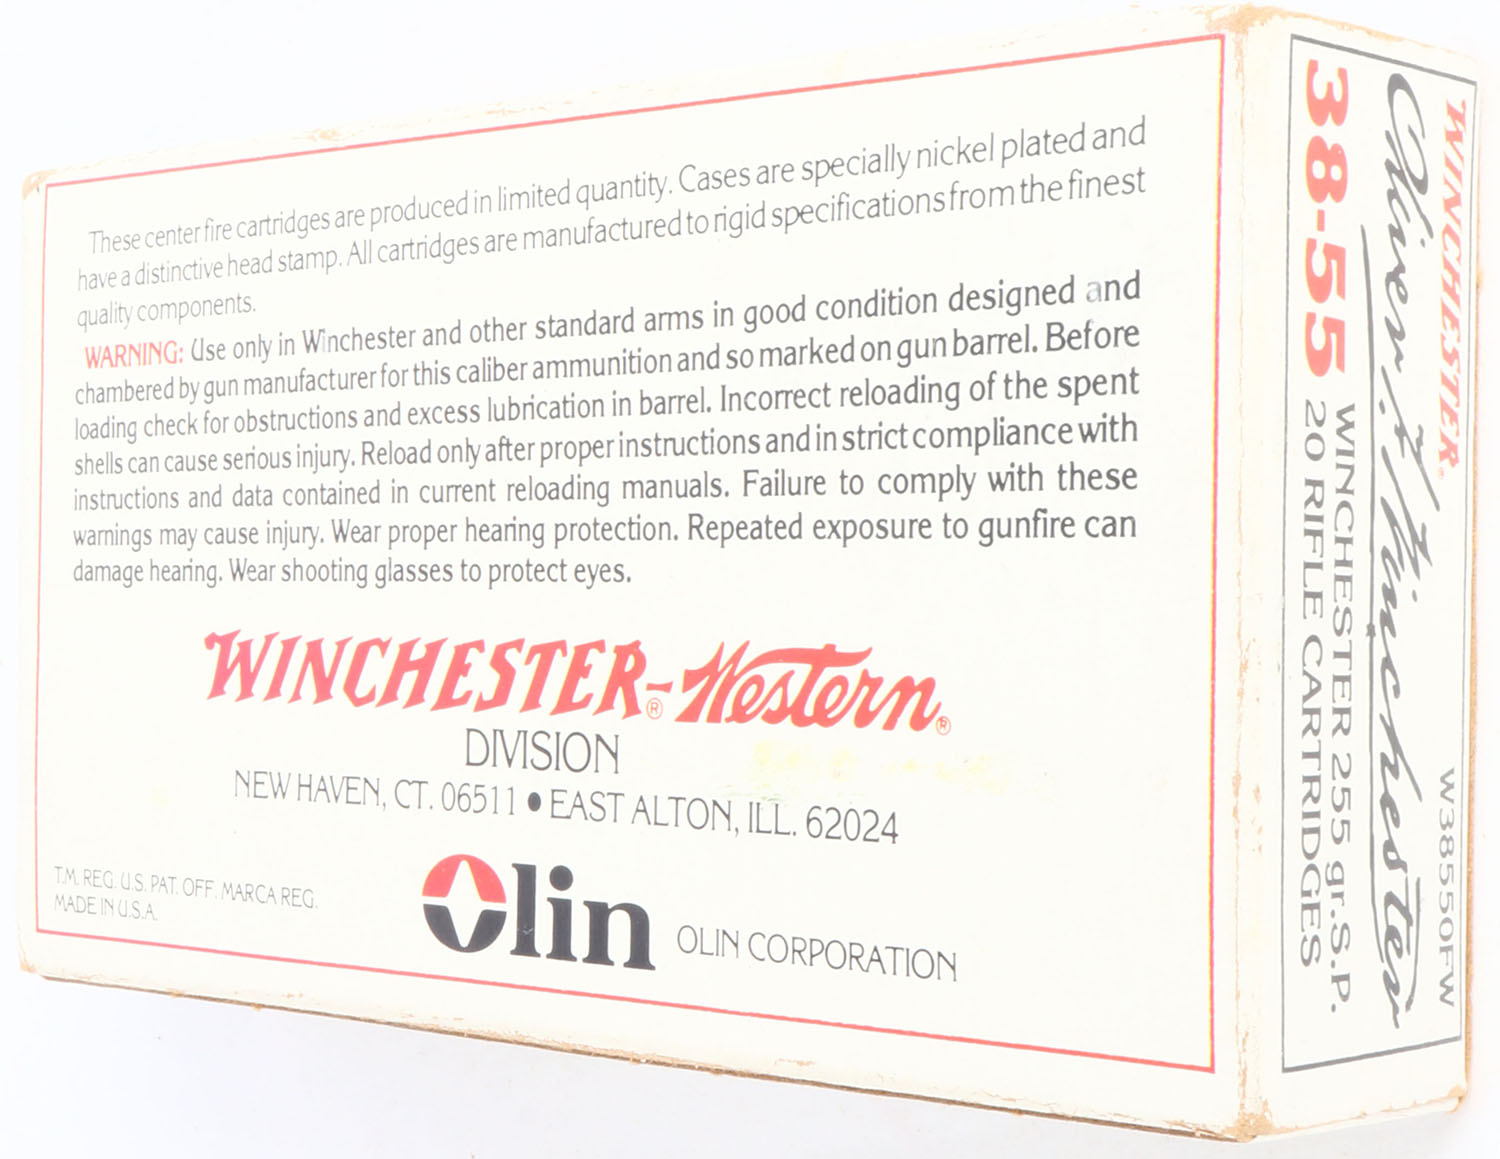 These center fire cartridges are produced in limited quantity. Cases are specially nickel plated and
have a distinctive head stamp. All cartridges are manufactured to rigid specifications from the finest
quality components.
WARNING: Use only in Winchester and other standard arms in good condition designed and
chambered by gun manufacturer for this caliber ammunition and so marked on gun barrel. Before
loading check for obstructions and excess lubrication in barrel. Incorrect reloading of the spent
shells can cause serious injury. Reload only after proper instructions and in strict compliance with
instructions and data contained in current reloading manuals. Failure to comply with these
warnings may cause injury. Wear proper hearing protection. Repeated exposure to gunfire can
damage hearing. Wear shooting glasses to protect eyes.
WINCHESTER®-Western®
DIVISION
NEW HAVEN, CT. 06511 ● EAST ALTON, ILL. 62024
T.M. REG. U.S. PAT. OFF. MARCA REG.
MADE IN U.S.A.
Olin
OLIN CORPORATION
WINCHESTER®
W3855OFW
Oliver F. Winchester
38-55
WINCHESTER 255 gr. S.P.
20 RIFLE CARTRIDGES